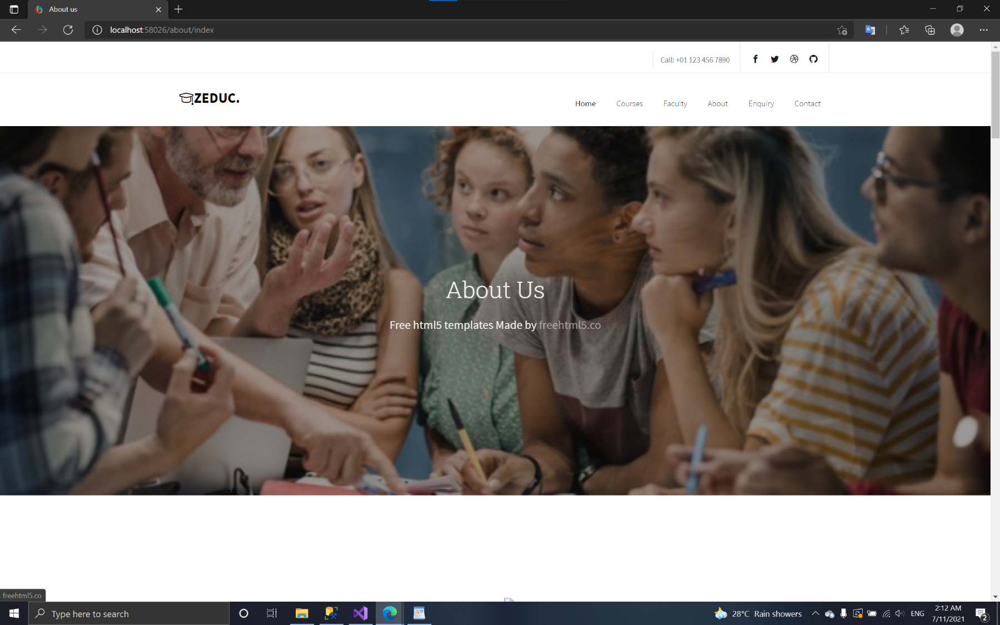 About us
localhost:58026/about/index
Call: +01 123 456 7890
ZEDUC.
Home Courses Faculty About Enquiry Contact
About Us
Free html5 templates Made by freehtml5.co
freehtml5.co
Type here to search
28°C Rain showers
ENG
2:12 AM
7/11/2021
2